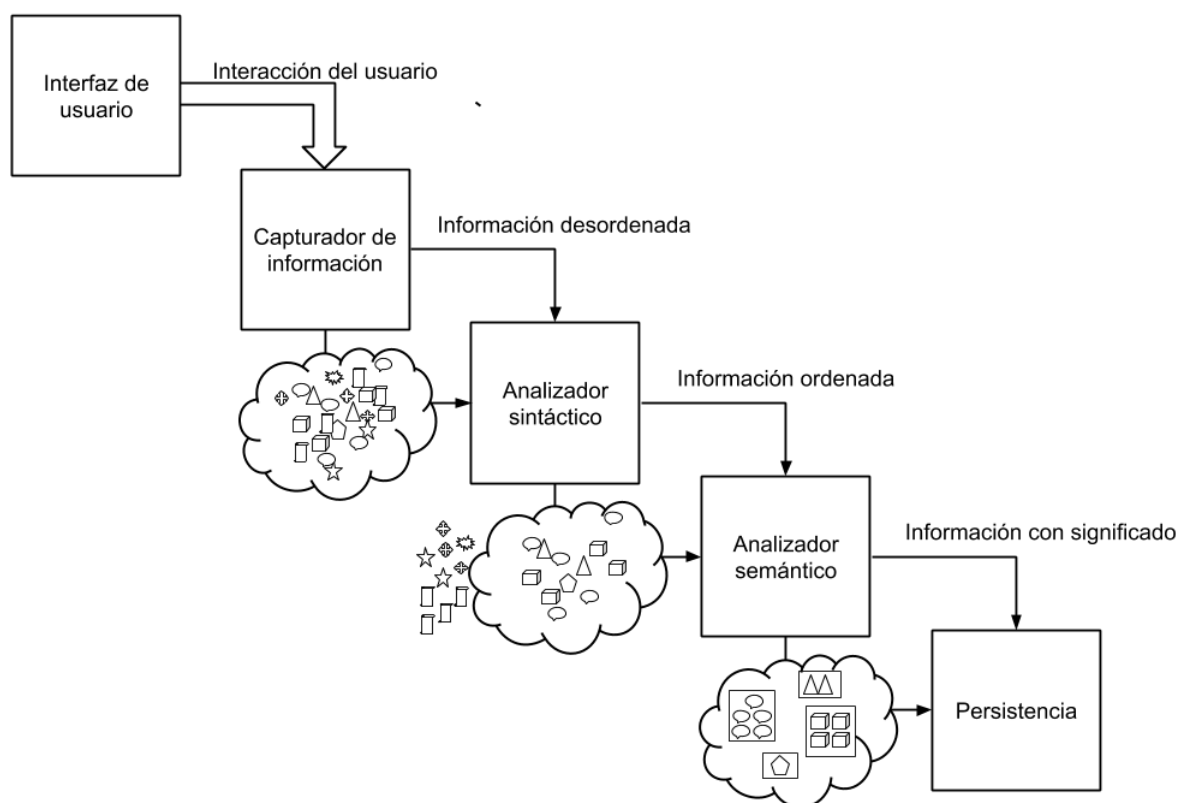 Interfaz de
usuario
Interacción del usuario
Capturador de
información
Información desordenada
Analizador
sintáctico
Información ordenada
Analizador
semántico
Información con significado
Persistencia